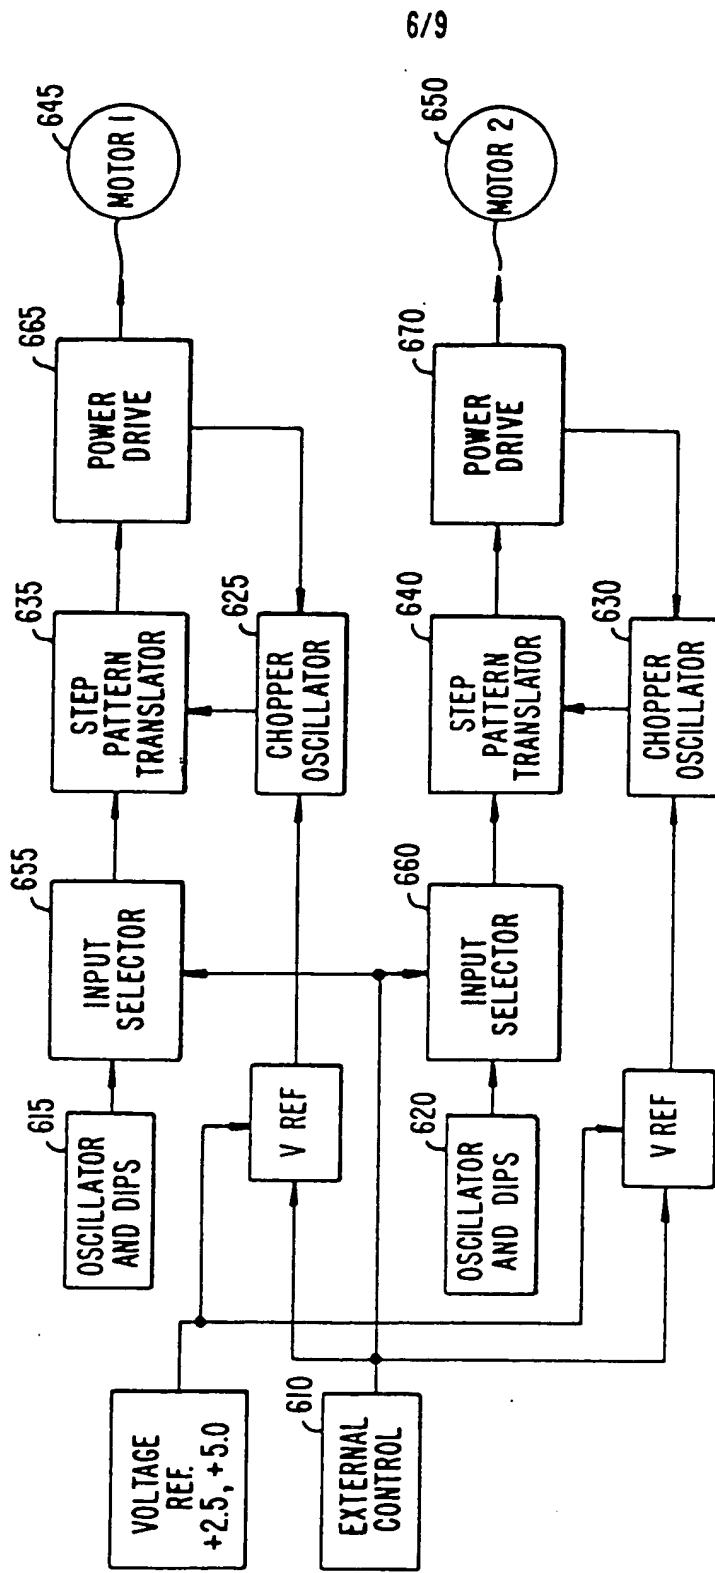 6/9
VOLTAGE
REF.
+2.5, +5.0
610
EXTERNAL
CONTROL
615
OSCILLATOR
AND DIPS
655
INPUT
SELECTOR
635
STEP
PATTERN
TRANSLATOR
665
POWER
DRIVE
645
MOTOR 1
V REF
625
CHOPPER
OSCILLATOR
620
OSCILLATOR
AND DIPS
660
INPUT
SELECTOR
640
STEP
PATTERN
TRANSLATOR
670
POWER
DRIVE
650
MOTOR 2
V REF
630
CHOPPER
OSCILLATOR